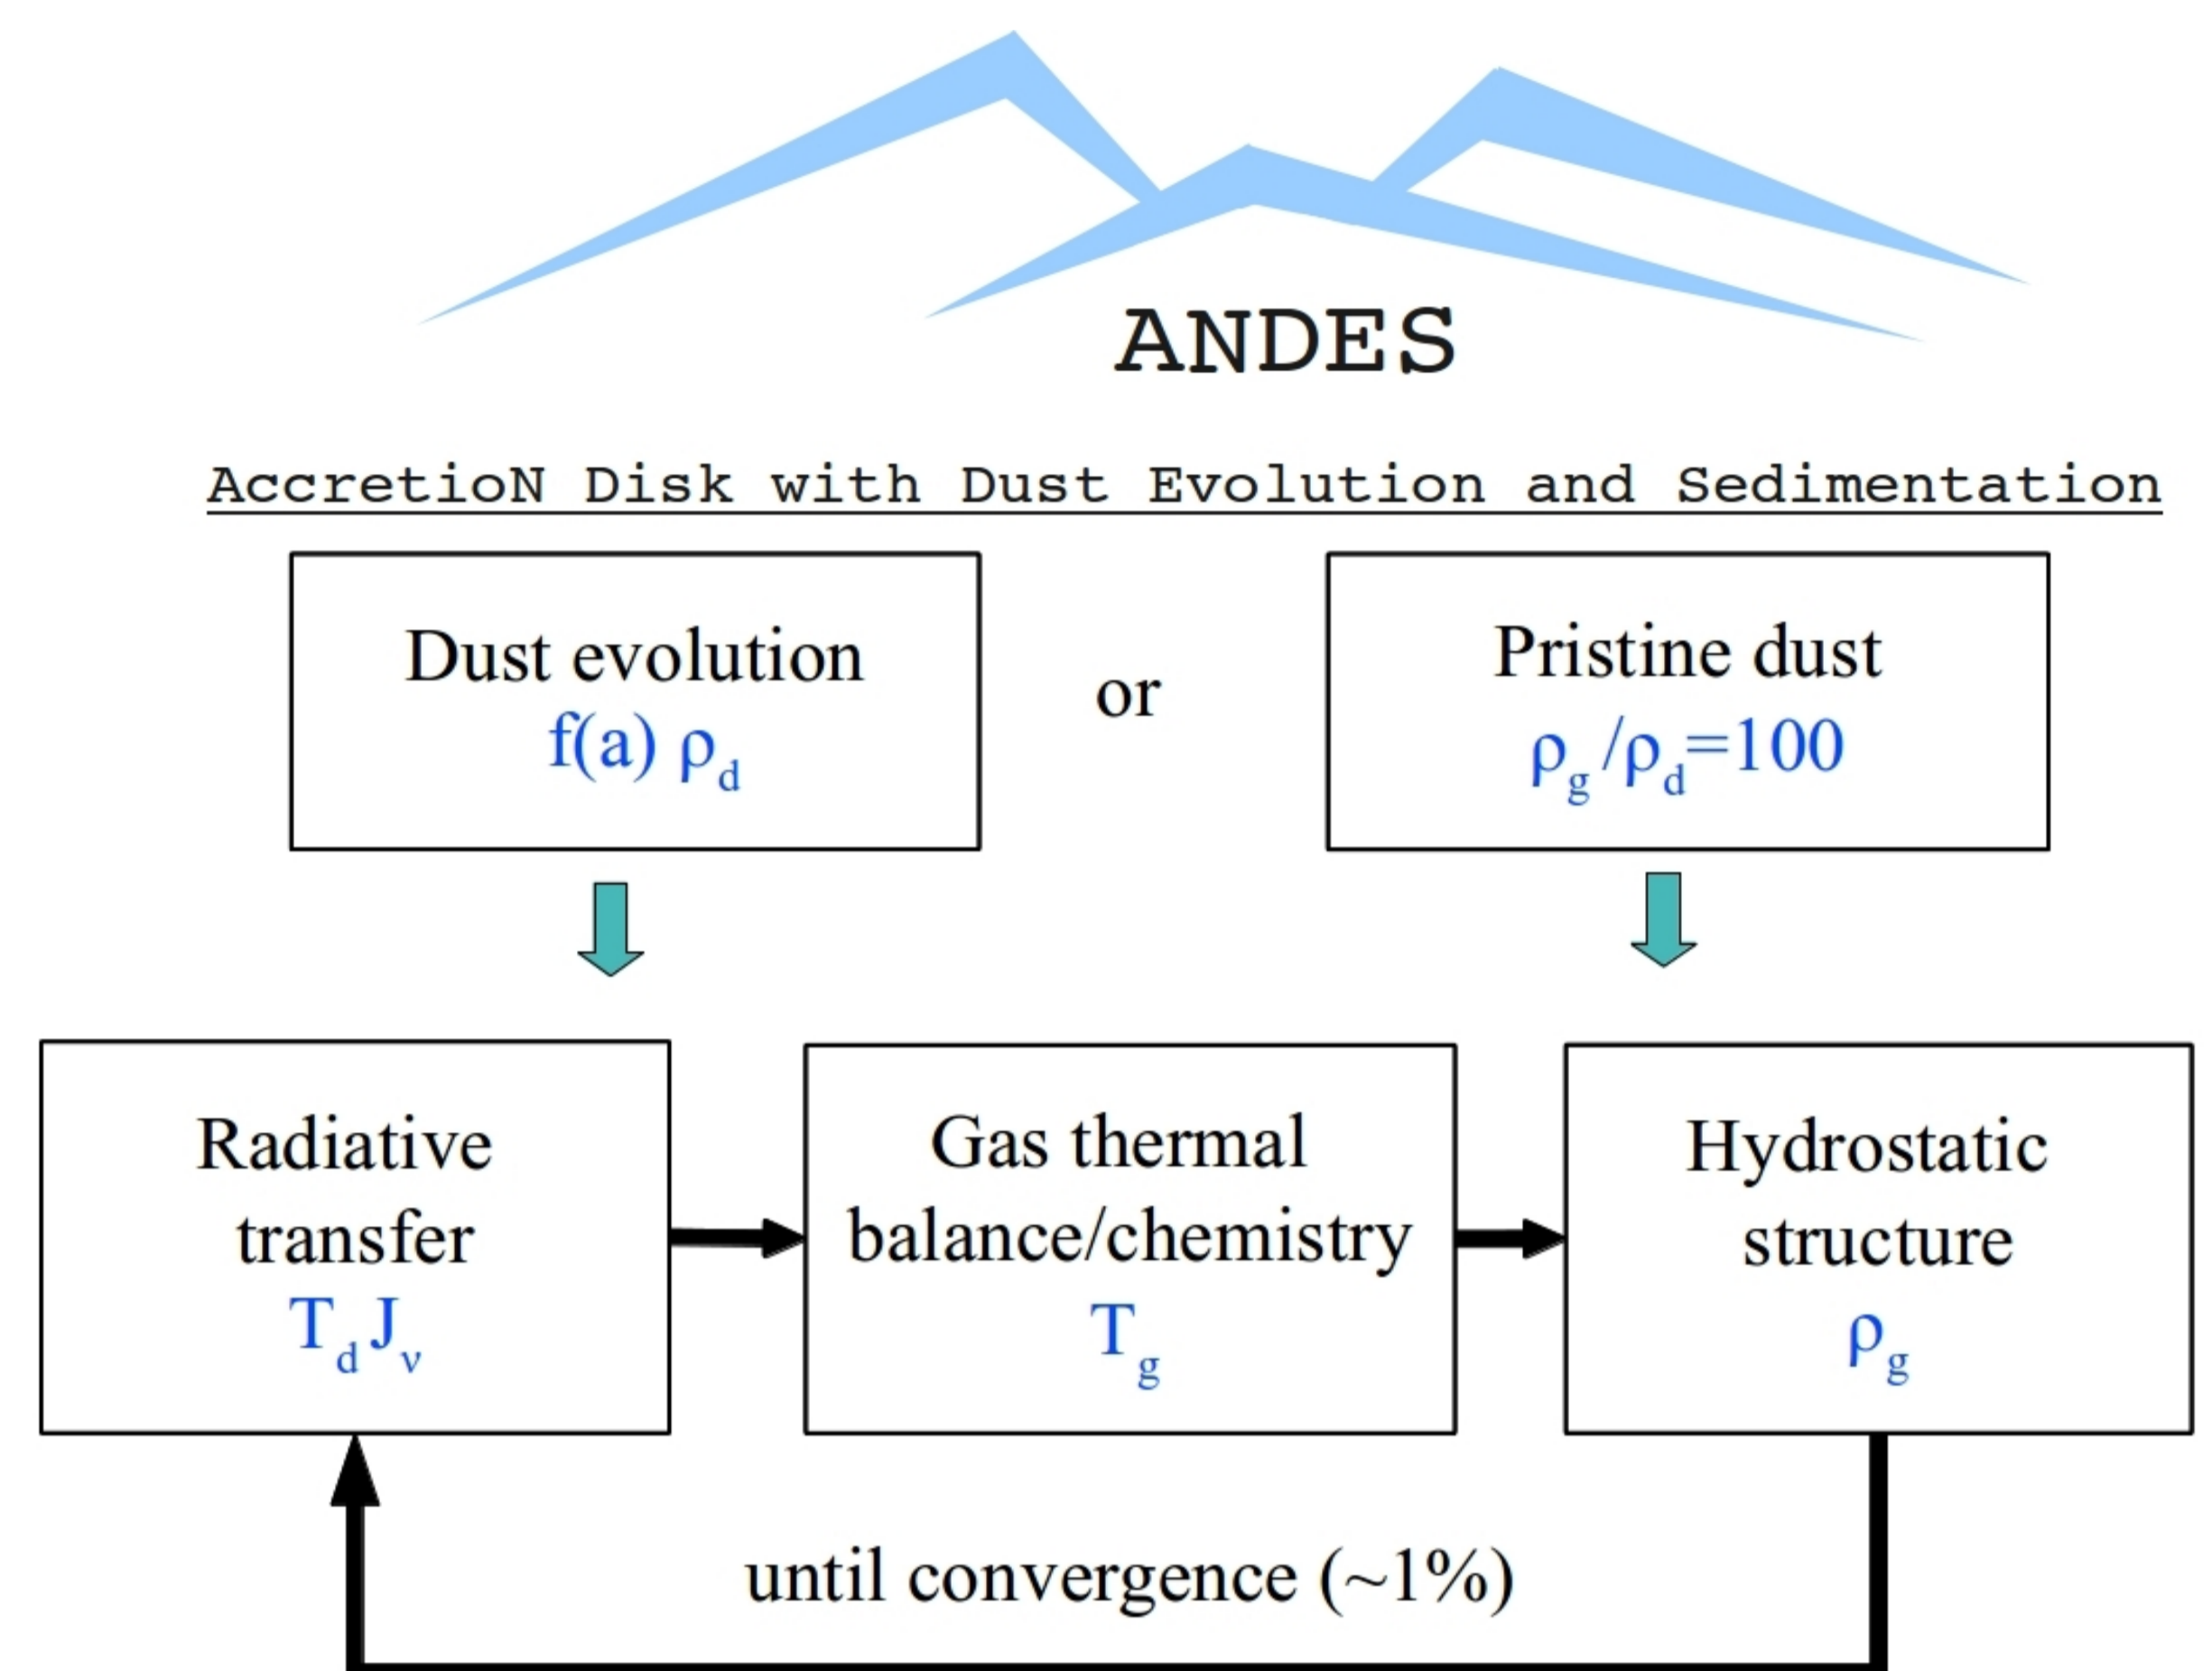 ANDES
AccretioN Disk with Dust Evolution and Sedimentation
Dust evolution
f(a) ρd
or
Pristine dust
ρg /ρd=100
Radiative
transfer
Td Jν
Gas thermal
balance/chemistry
Tg
Hydrostatic
structure
ρg
until convergence (~1%)